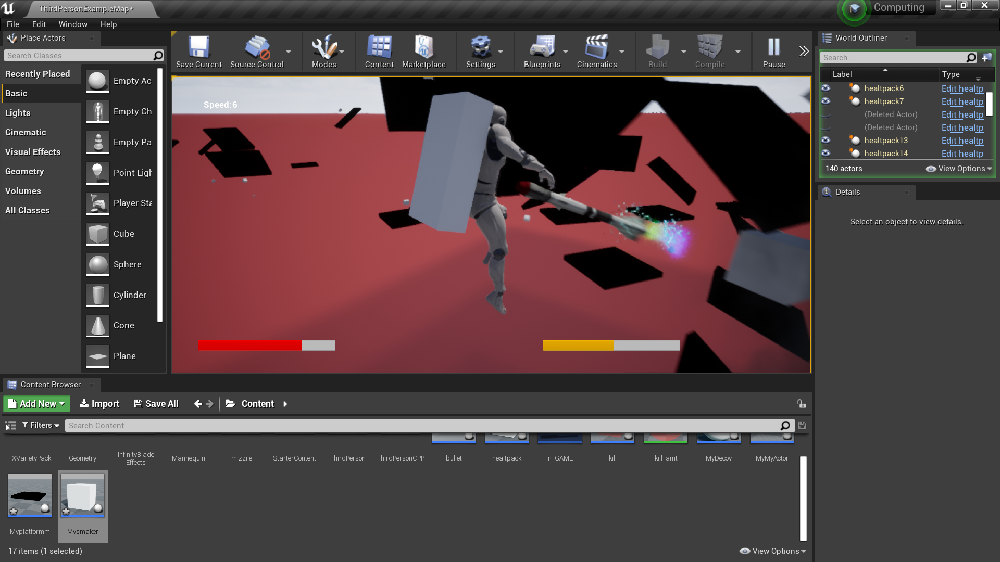 ThirdPersonExampleMap*
Computing
File Edit Window Help
Place Actors
Search Classes
Recently Placed
Basic
Lights
Cinematic
Visual Effects
Geometry
Volumes
All Classes
Empty Ac
Empty Ch
Empty Pa
Point Ligh
Player Sta
Cube
Sphere
Cylinder
Cone
Plane
Save Current
Source Control
Modes
Content
Marketplace
Settings
Blueprints
Cinematics
Build
Compile
Pause
Speed:6
World Outliner
Search...
Label Type
healtpack6 Edit healtp
healtpack7 Edit healtp
(Deleted Actor) Edit healtp
(Deleted Actor) Edit healtp
healtpack13 Edit healtp
healtpack14 Edit healtp
140 actors View Options
Details
Select an object to view details.
Content Browser
Add New Import Save All Content
Filters Search Content
FXVarietyPack
Geometry
InfinityBlade
Effects
Mannequin
mizzile
StarterContent
ThirdPerson
ThirdPersonCPP
bullet
healtpack
in_GAME
kill
kill_amt
MyDecoy
MyMyActor
Myplatformm
Mysmaker
17 items (1 selected)
View Options